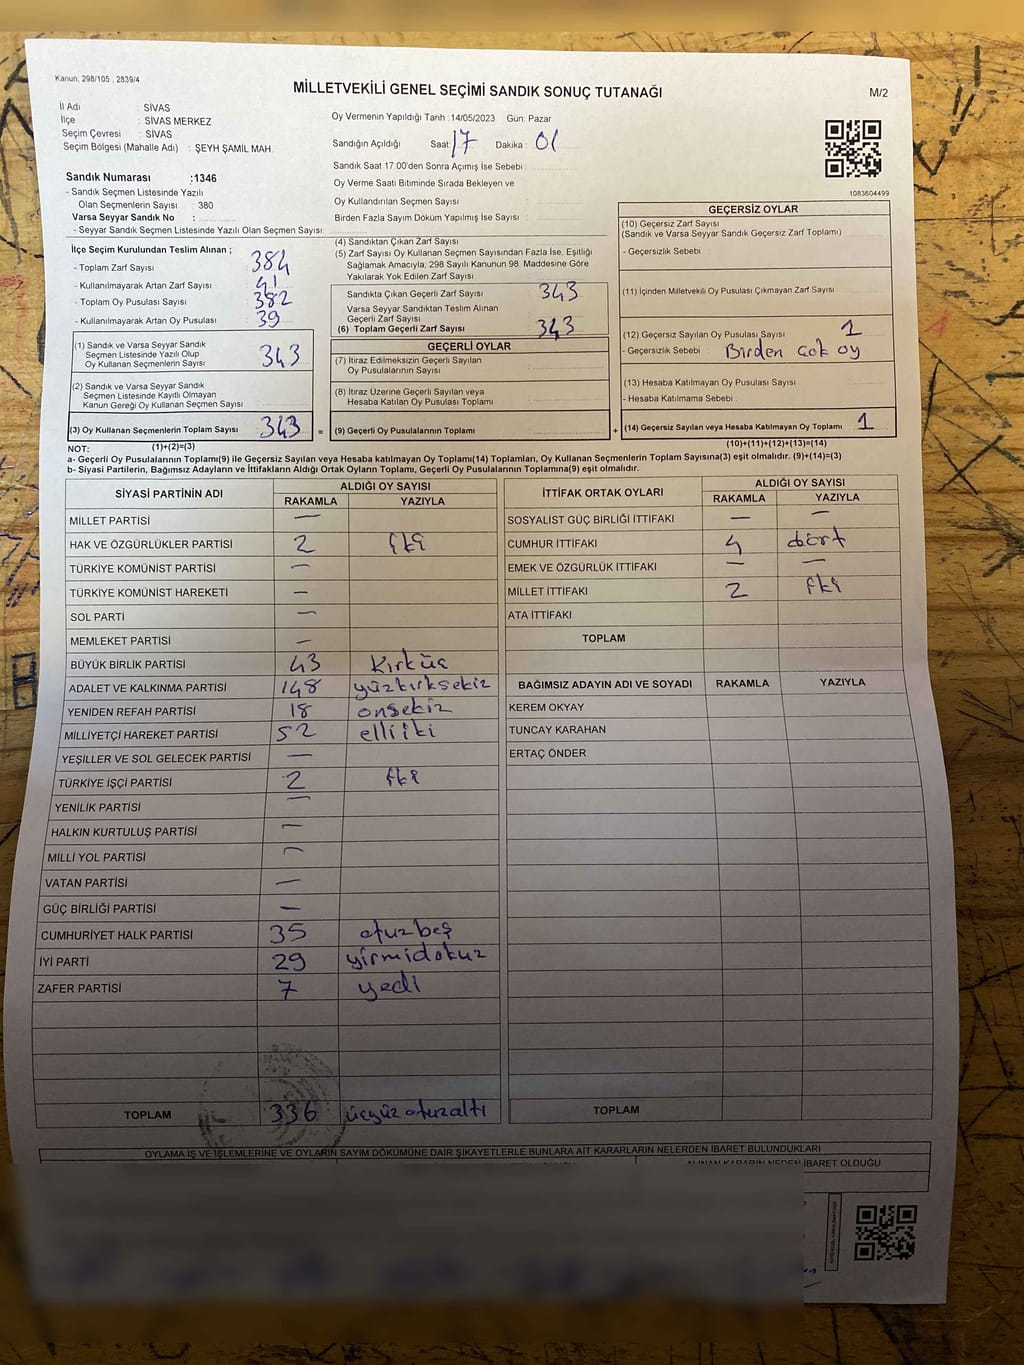 Kanun: 298/105 , 2839/4
MİLLETVEKİLİ GENEL SEÇİMİ SANDIK SONUÇ TUTANAĞI
M/2
İl Adı : SİVAS
İlçe : SİVAS MERKEZ
Seçim Çevresi : SİVAS
Seçim Bölgesi (Mahalle Adı) : ŞEYH ŞAMİL MAH.
Oy Vermenin Yapıldığı Tarih :14/05/2023 Gün: Pazar
Sandığın Açıldığı Saat: 17 Dakika : 01
Sandık Saat 17.00'den Sonra Açımış İse Sebebi :
Oy Verme Saati Bitiminde Sırada Bekleyen ve
Oy Kullandırılan Seçmen Sayısı
Birden Fazla Sayım Döküm Yapılmış İse Sayısı :
1083604499
Sandık Numarası :1346
- Sandık Seçmen Listesinde Yazılı
Olan Seçmenlerin Sayısı : 380
Varsa Seyyar Sandık No :
- Seyyar Sandık Seçmen Listesinde Yazılı Olan Seçmen Sayısı:
İlçe Seçim Kurulundan Teslim Alınan ;
- Toplam Zarf Sayısı 384
- Kullanılmayarak Artan Zarf Sayısı 41
- Toplam Oy Pusulası Sayısı 382
- Kullanılmayarak Artan Oy Pusulası 39
(1) Sandık ve Varsa Seyyar Sandık
Seçmen Listesinde Yazılı Olup
Oy Kullanan Seçmenlerin Sayısı 343
(2) Sandık ve Varsa Seyyar Sandık
Seçmen Listesinde Kayıtlı Olmayan
Kanun Gereği Oy Kullanan Seçmen Sayısı
(3) Oy Kullanan Seçmenlerin Toplam Sayısı 343 =
(1)+(2)=(3)
(4) Sandıktan Çıkan Zarf Sayısı
(5) Zarf Sayısı Oy Kullanan Seçmen Sayısından Fazla İse, Eşitliği
Sağlamak Amacıyla, 298 Sayılı Kanunun 98. Maddesine Göre
Yakılarak Yok Edilen Zarf Sayısı
Sandıkta Çıkan Geçerli Zarf Sayısı 343
Varsa Seyyar Sandıktan Teslim Alınan
Geçerli Zarf Sayısı
(6) Toplam Geçerli Zarf Sayısı 343
GEÇERLİ OYLAR
(7) İtiraz Edilmeksizin Geçerli Sayılan
Oy Pusulalarının Sayısı
(8) İtiraz Üzerine Geçerli Sayılan veya
Hesaba Katılan Oy Pusulası Toplamı
(9) Geçerli Oy Pusulalarının Toplamı +
GEÇERSİZ OYLAR
(10) Geçersiz Zarf Sayısı
(Sandık ve Varsa Seyyar Sandık Geçersiz Zarf Toplamı)
- Geçersizlik Sebebi
(11) İçinden Milletvekili Oy Pusulası Çıkmayan Zarf Sayısı
(12) Geçersiz Sayılan Oy Pusulası Sayısı 1
- Geçersizlik Sebebi : Birden çok oy
(13) Hesaba Katılmayan Oy Pusulası Sayısı
- Hesaba Katılmama Sebebi :
(14) Geçersiz Sayılan veya Hesaba Katılmayan Oy Toplamı 1
(10)+(11)+(12)+(13)=(14)
NOT:
a- Geçerli Oy Pusulalarının Toplamı(9) ile Geçersiz Sayılan veya Hesaba katılmayan Oy Toplamı(14) Toplamları, Oy Kullanan Seçmenlerin Toplam Sayısına(3) eşit olmalıdır. (9)+(14)=(3)
b- Siyasi Partilerin, Bağımsız Adayların ve İttifakların Aldığı Ortak Oyların Toplamı, Geçerli Oy Pusulalarının Toplamına(9) eşit olmalıdır.
SİYASİ PARTİNİN ADI ALDIĞI OY SAYISI
RAKAMLA YAZIYLA
MİLLET PARTİSİ —
HAK VE ÖZGÜRLÜKLER PARTİSİ 2 iki
TÜRKİYE KOMÜNİST PARTİSİ —
TÜRKİYE KOMÜNİST HAREKETİ —
SOL PARTİ —
MEMLEKET PARTİSİ —
BÜYÜK BİRLİK PARTİSİ 43 Kırküç
ADALET VE KALKINMA PARTİSİ 148 yüzkırksekiz
YENİDEN REFAH PARTİSİ 18 onsekiz
MİLLİYETÇİ HAREKET PARTİSİ 52 elliiki
YEŞİLLER VE SOL GELECEK PARTİSİ —
TÜRKİYE İŞÇİ PARTİSİ 2 iki
YENİLİK PARTİSİ —
HALKIN KURTULUŞ PARTİSİ —
MİLLİ YOL PARTİSİ —
VATAN PARTİSİ —
GÜÇ BİRLİĞİ PARTİSİ —
CUMHURİYET HALK PARTİSİ 35 otuzbeş
İYİ PARTİ 29 yirmidokuz
ZAFER PARTİSİ 7 yedi
TOPLAM 336 üçyüzotuzaltı
İTTİFAK ORTAK OYLARI ALDIĞI OY SAYISI
RAKAMLA YAZIYLA
SOSYALİST GÜÇ BİRLİĞİ İTTİFAKI — —
CUMHUR İTTİFAKI 4 dört
EMEK VE ÖZGÜRLÜK İTTİFAKI — —
MİLLET İTTİFAKI 2 iki
ATA İTTİFAKI
TOPLAM
BAĞIMSIZ ADAYIN ADI VE SOYADI RAKAMLA YAZIYLA
KEREM OKYAY
TUNCAY KARAHAN
ERTAÇ ÖNDER
TOPLAM
OYLAMA İŞ VE İŞLEMLERİNE VE OYLARIN SAYIM DÖKÜMÜNE DAİR ŞİKAYETLERLE BUNLARA AİT KARARLARIN NELERDEN İBARET BULUNDUKLARI
ALINAN KARARIN NEDEN İBARET OLDUĞU